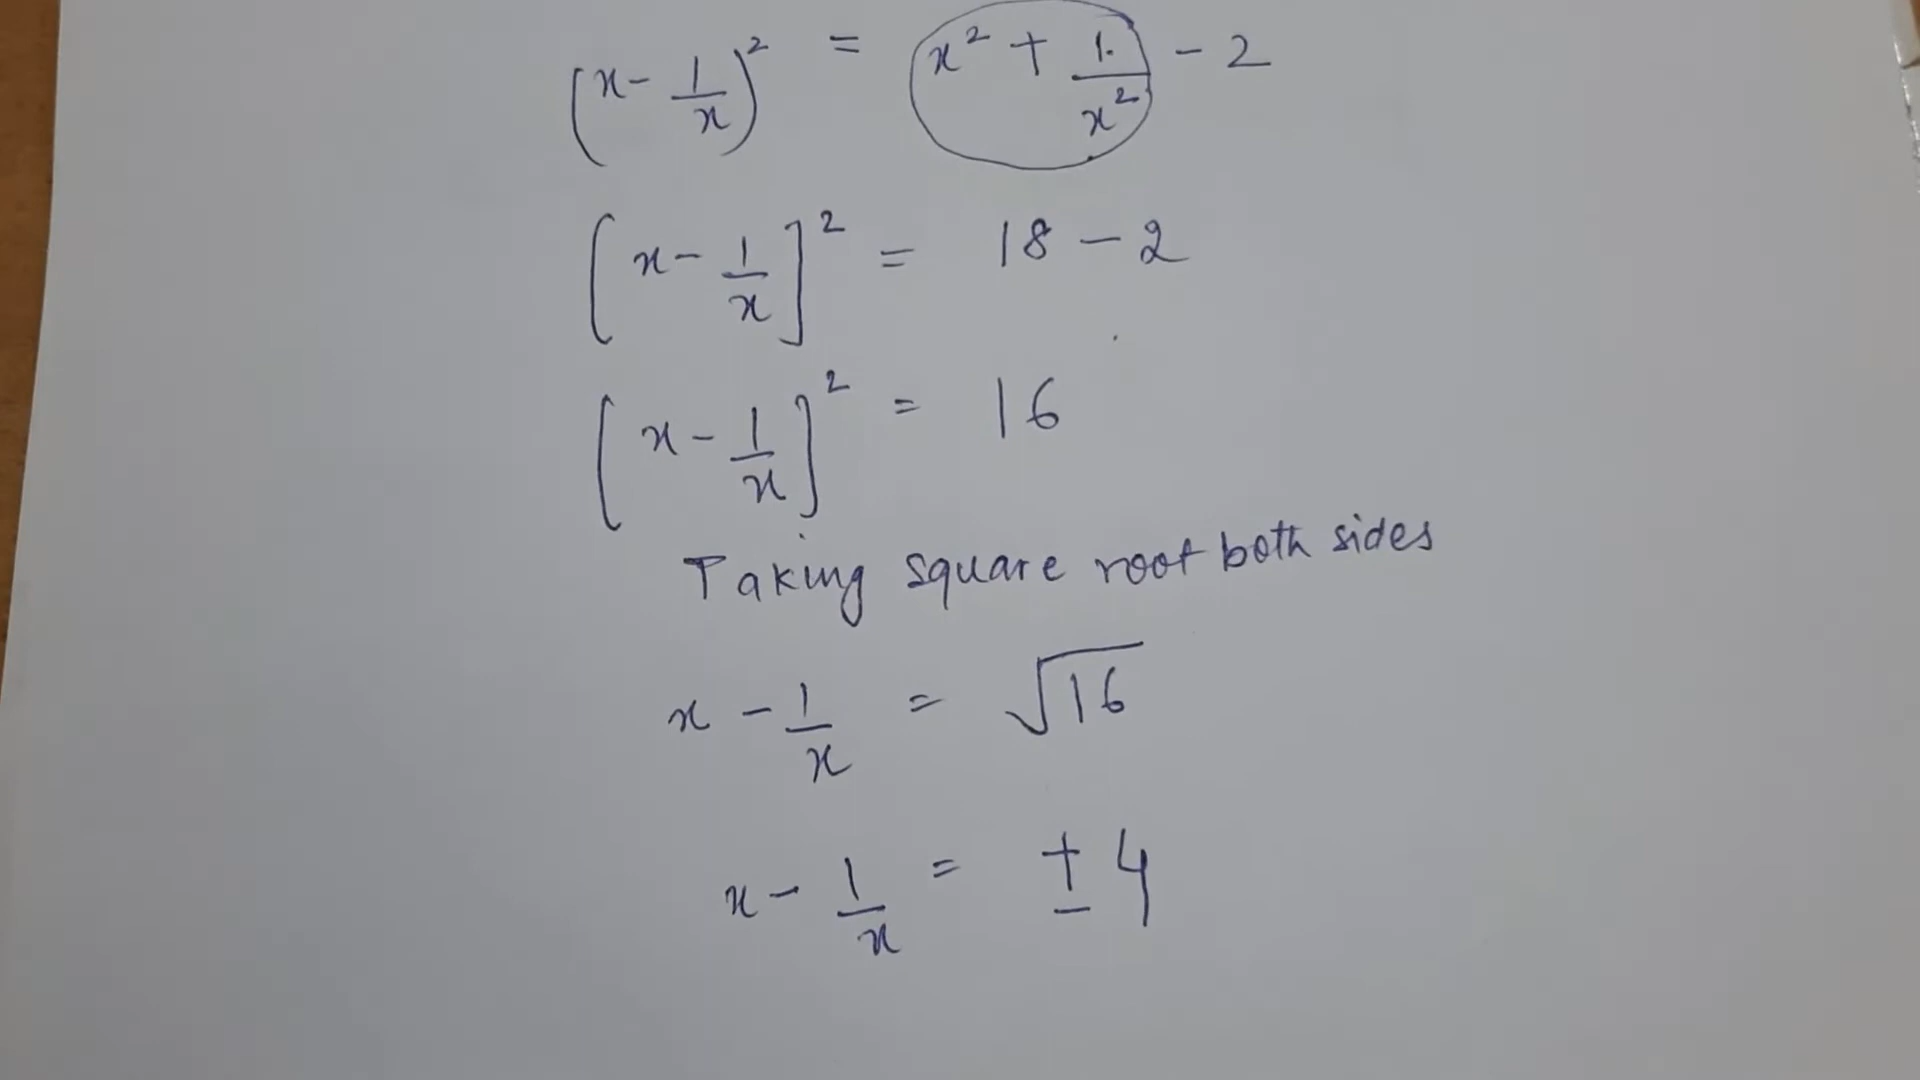 (x - 1/x)² = x² + 1/x² - 2
[x - 1/x]² = 18 - 2
[x - 1/x]² = 16
Taking square root both sides
x - 1/x = √16
x - 1/x = ± 4